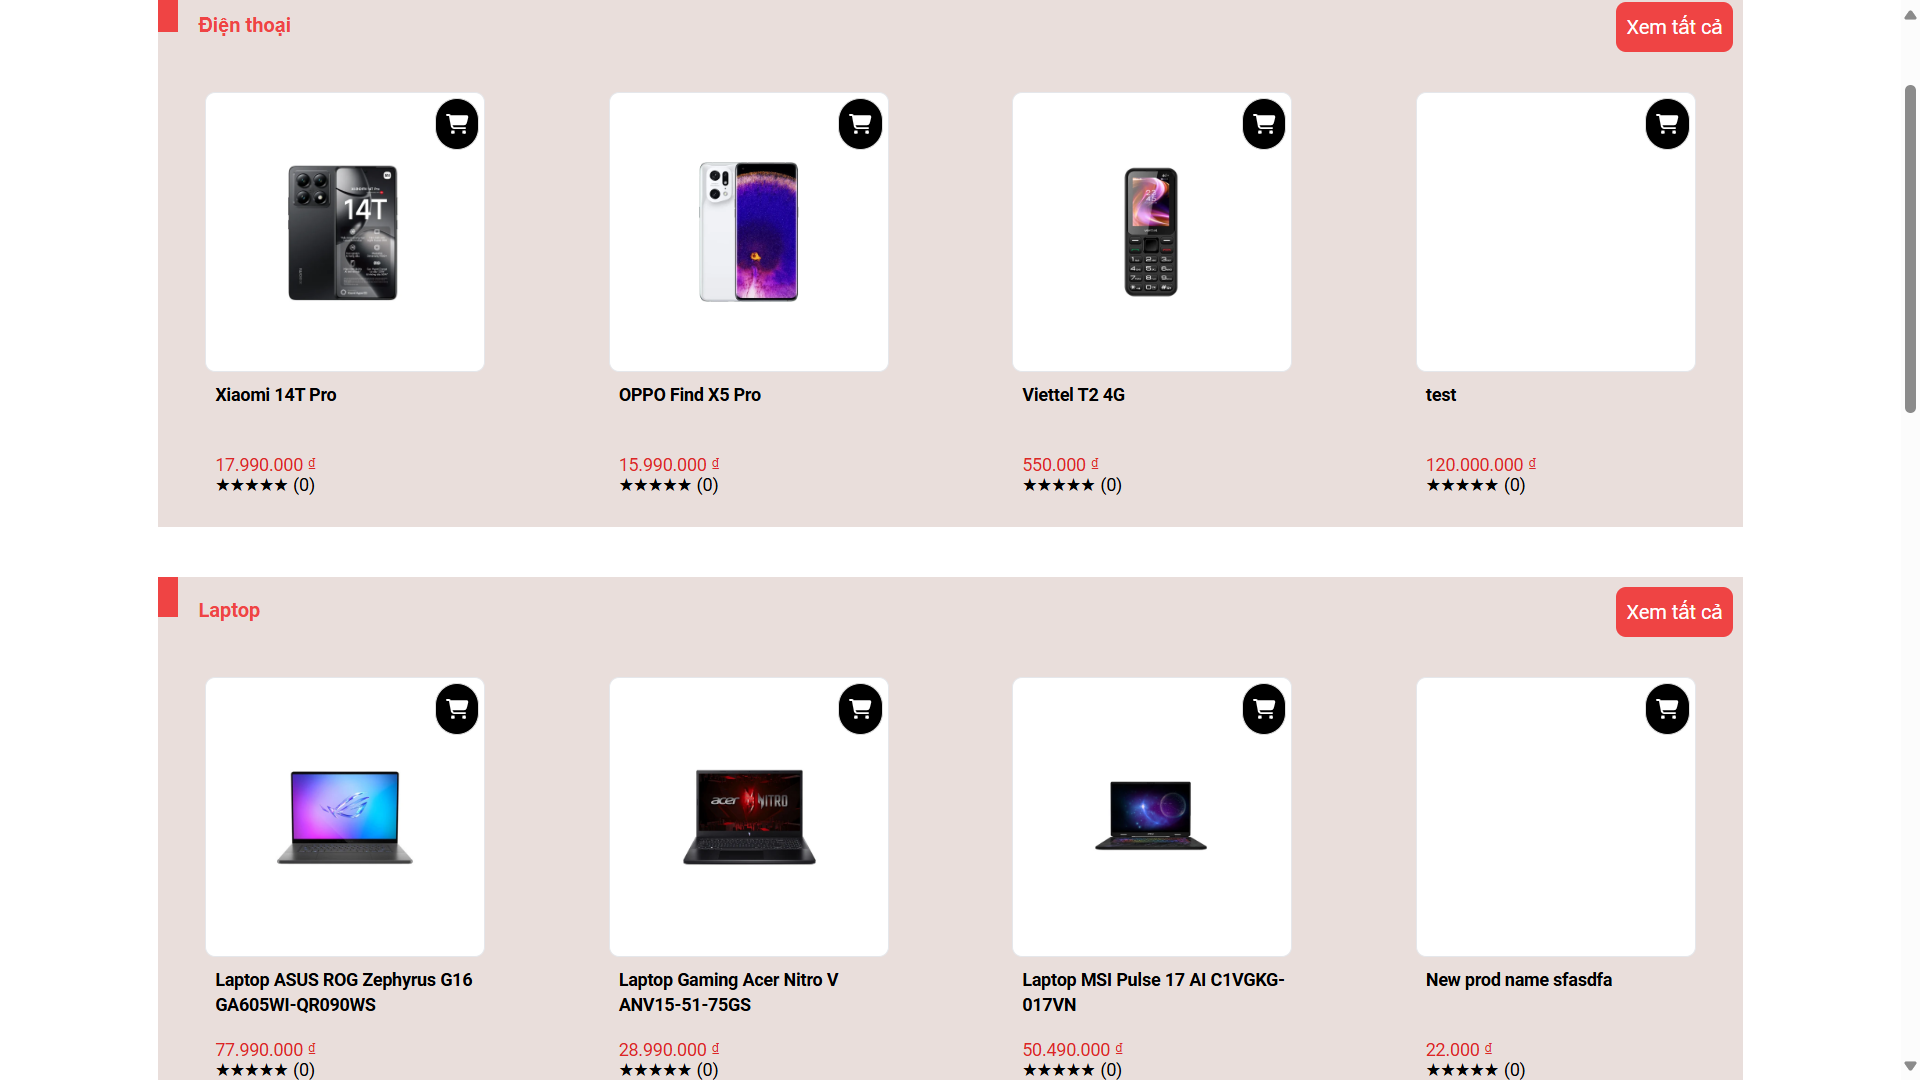 Điện thoại
Xem tất cả
14T
Xiaomi 14T Pro
OPPO Find X5 Pro
Viettel T2 4G
test
17.990.000 ₫
15.990.000 ₫
550.000 ₫
120.000.000 ₫
★★★★★ (0)
★★★★★ (0)
★★★★★ (0)
★★★★★ (0)
Laptop
Xem tất cả
acer NITRO
Laptop ASUS ROG Zephyrus G16
GA605WI-QR090WS
Laptop Gaming Acer Nitro V
ANV15-51-75GS
Laptop MSI Pulse 17 AI C1VGKG-
017VN
New prod name sfasdfa
77.990.000 ₫
28.990.000 ₫
50.490.000 ₫
22.000 ₫
★★★★★ (0)
★★★★★ (0)
★★★★★ (0)
★★★★★ (0)